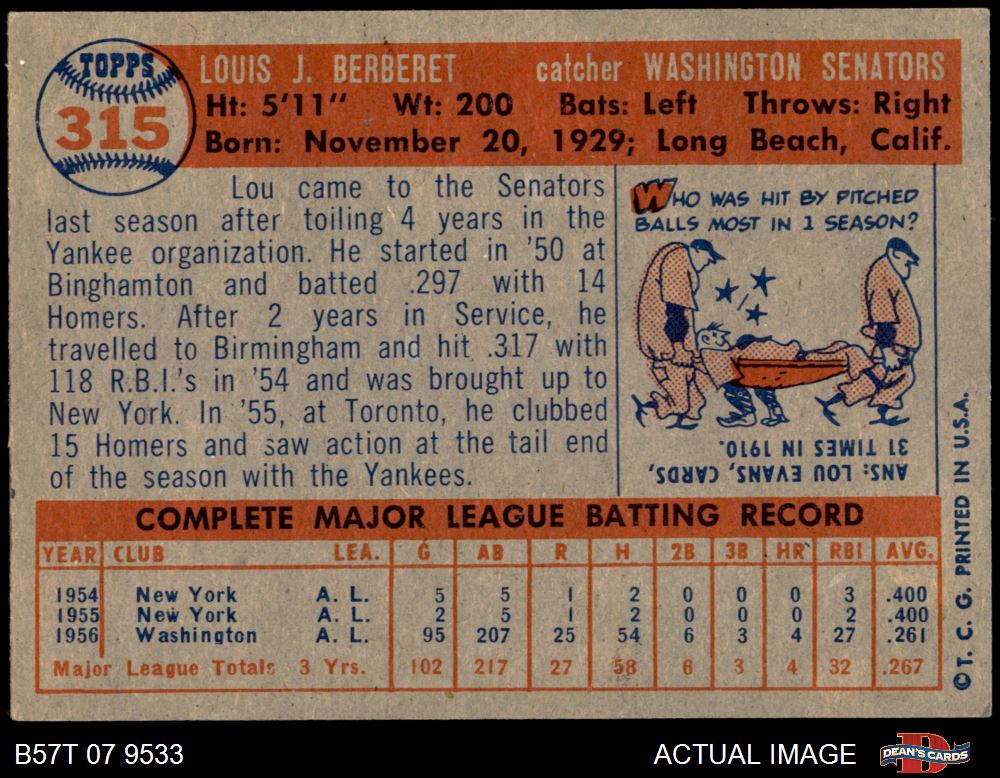 TOPPS
315
LOUIS J. BERBERET catcher WASHINGTON SENATORS
Ht: 5'11" Wt: 200 Bats: Left Throws: Right
Born: November 20, 1929; Long Beach, Calif.
Lou came to the Senators
last season after toiling 4 years in the
Yankee organization. He started in '50 at
Binghamton and batted .297 with 14
Homers. After 2 years in Service, he
travelled to Birmingham and hit .317 with
118 R.B.I.'s in '54 and was brought up to
New York. In '55, at Toronto, he clubbed
15 Homers and saw action at the tail end
of the season with the Yankees.
WHO WAS HIT BY PITCHED
BALLS MOST IN 1 SEASON?
ANS: LOU EVANS, CARDS,
31 TIMES IN 1910.
COMPLETE MAJOR LEAGUE BATTING RECORD
YEAR CLUB LEA. G AB R H 2B 3B HR RBI AVG.
1954 New York A. L. 5 5 1 2 0 0 0 3 .400
1955 New York A. L. 2 5 1 2 0 0 0 2 .400
1956 Washington A. L. 95 207 25 54 6 3 4 27 .261
Major League Totals 3 Yrs. 102 217 27 58 6 3 4 32 .267
©T. C. G. PRINTED IN U.S.A.
B57T 07 9533 ACTUAL IMAGE DEAN'S CARDS